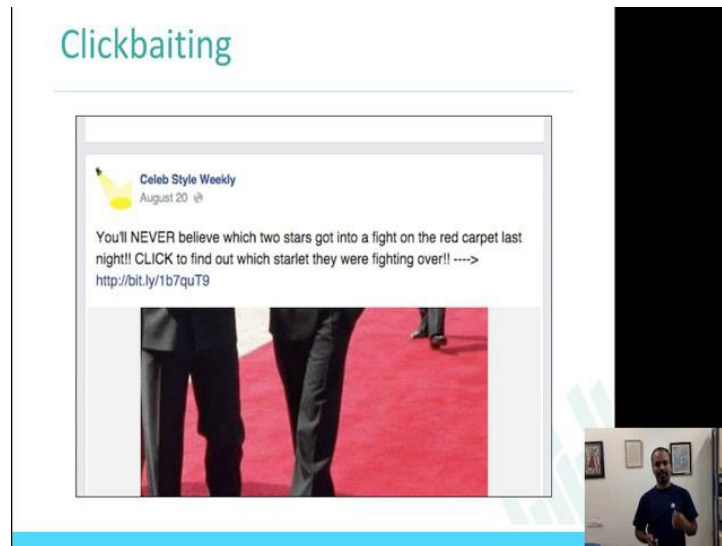 Clickbaiting
Celeb Style Weekly
August 20
You'll NEVER believe which two stars got into a fight on the red carpet last
night!! CLICK to find out which starlet they were fighting over!! ---->
http://bit.ly/1b7quT9